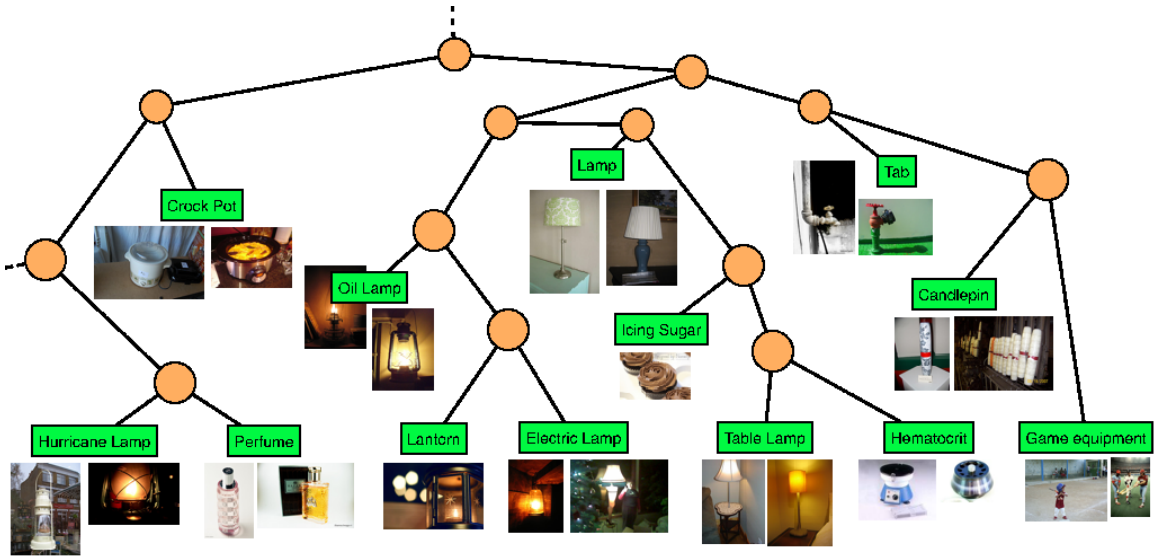 Lamp
Tab
Crock Pot
Oil Lamp
Candlepin
Icing Sugar
Hurricane Lamp
Perfume
Lantorn
Electric Lamp
Table Lamp
Hematocrit
Game equipment